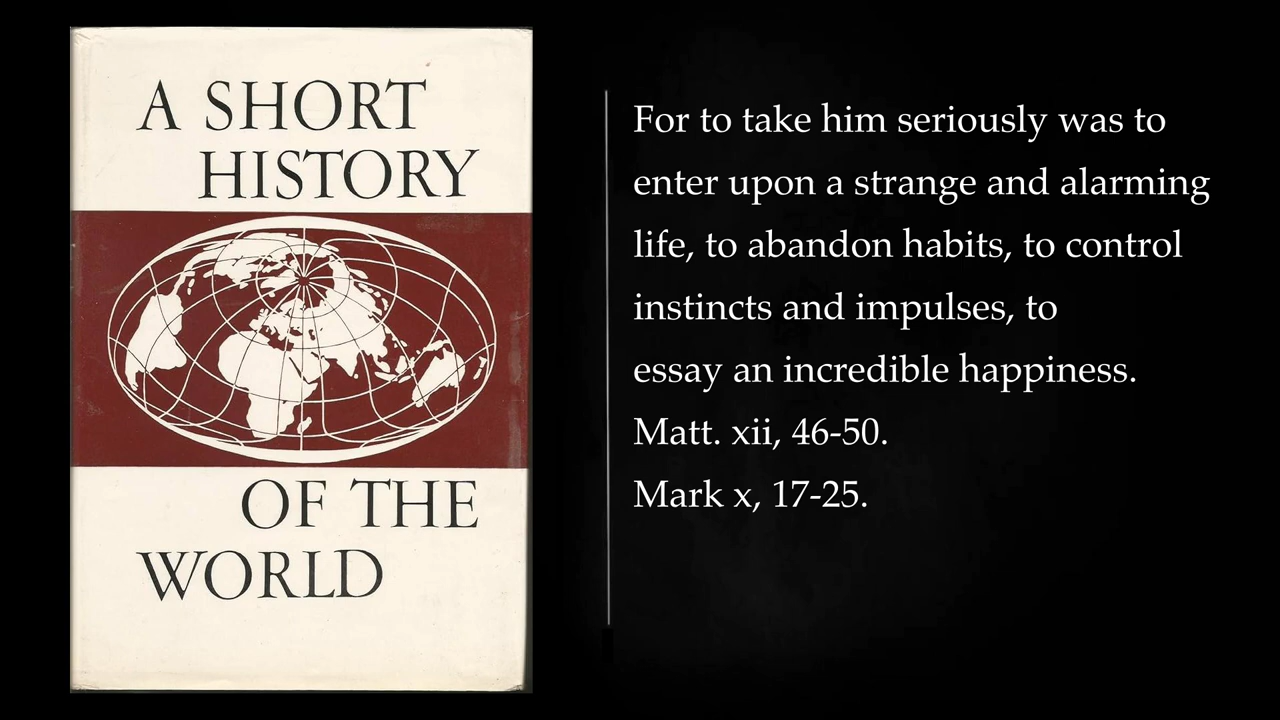 A SHORT
HISTORY
OF THE
WORLD
For to take him seriously was to
enter upon a strange and alarming
life, to abandon habits, to control
instincts and impulses, to
essay an incredible happiness.
Matt. xii, 46-50.
Mark x, 17-25.